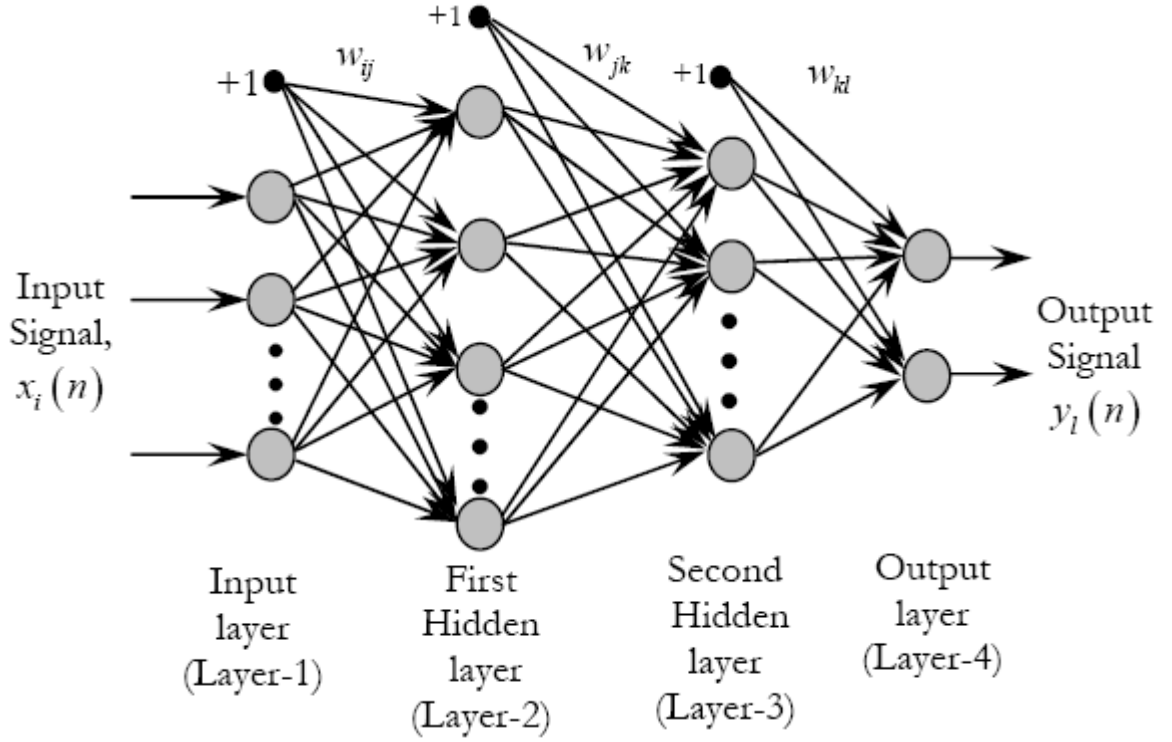 +1
w_ij
+1
w_jk
+1
w_kl
Input
Signal,
x_i (n)
Output
Signal
y_l (n)
Input
layer
(Layer-1)
First
Hidden
layer
(Layer-2)
Second
Hidden
layer
(Layer-3)
Output
layer
(Layer-4)